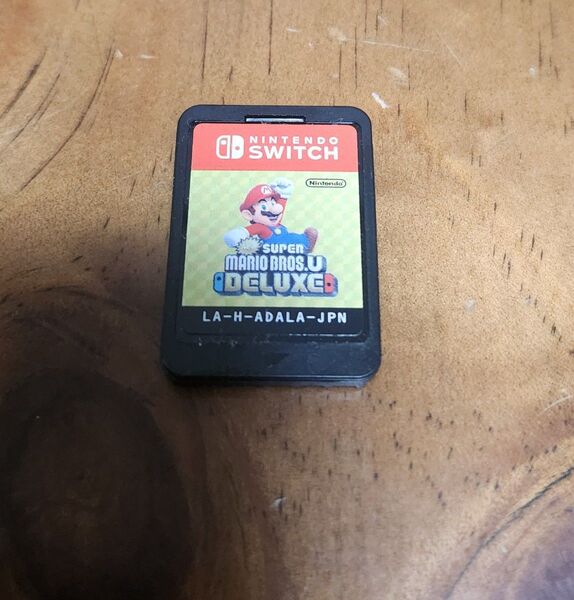 NINTENDO
SWITCH
Nintendo
NEW
SUPER
MARIO BROS. U
DELUXE
LA-H-ADALA-JPN